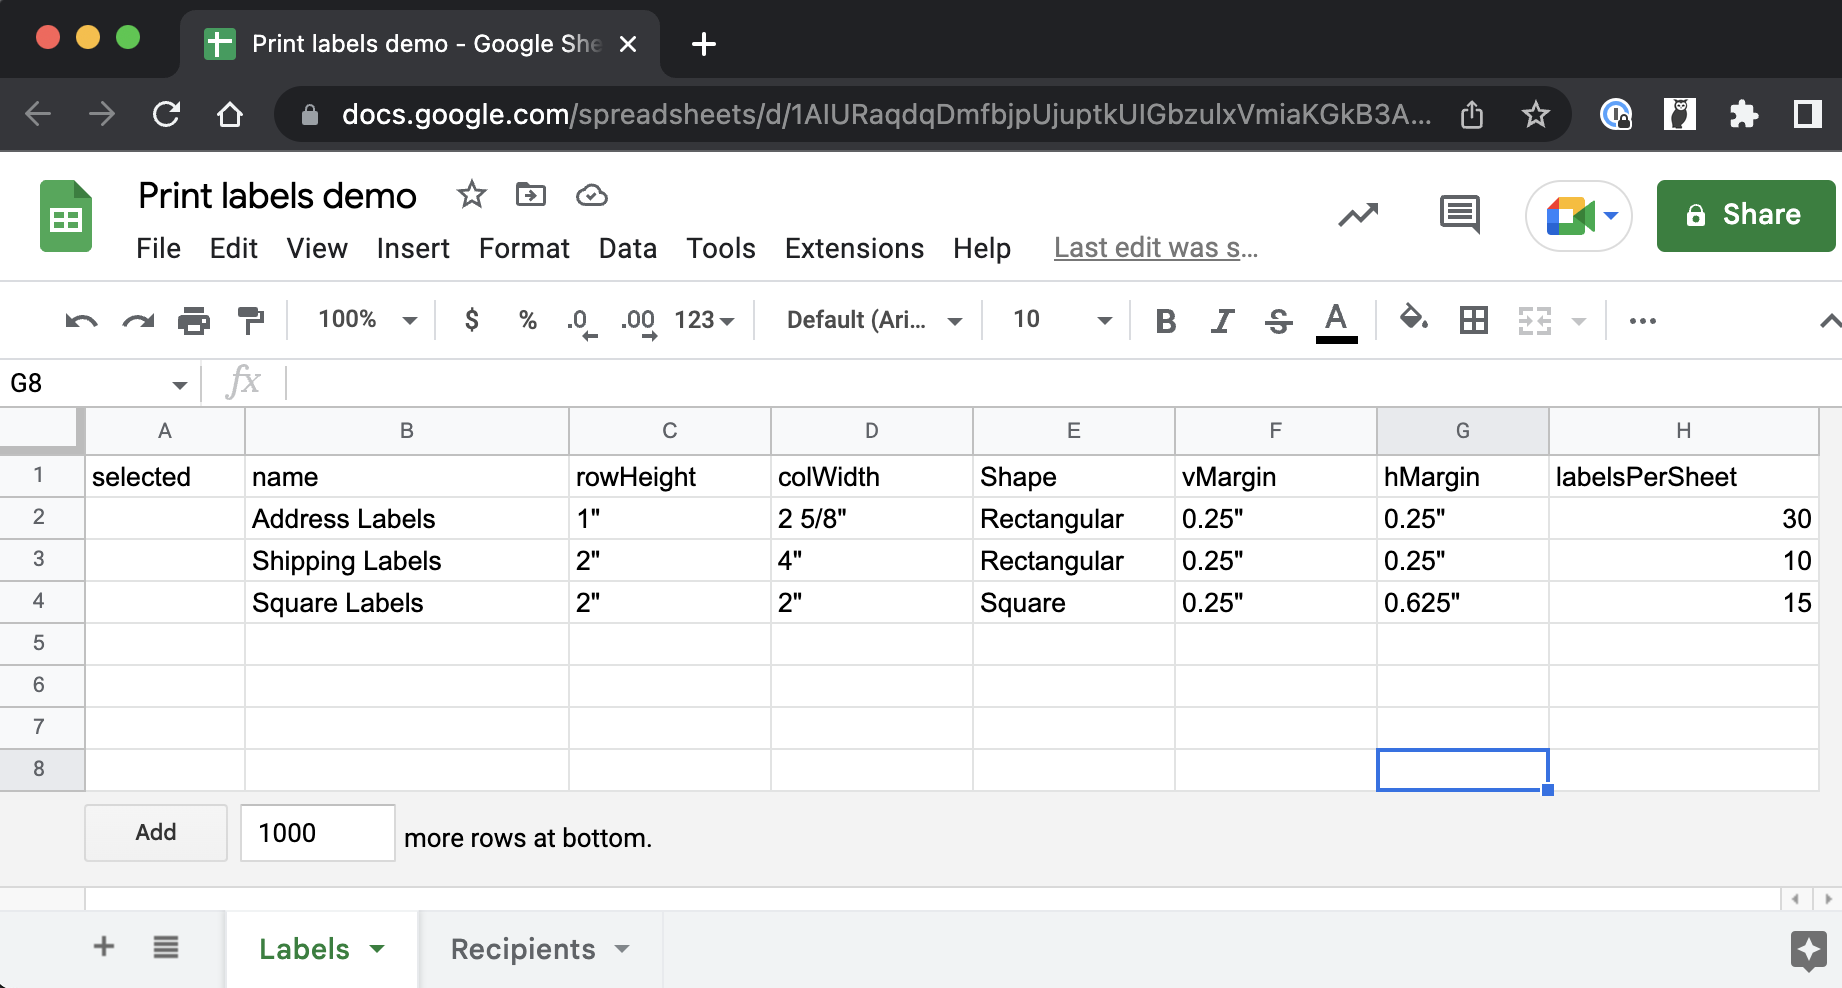 Print labels demo - Google She
docs.google.com/spreadsheets/d/1AIURaqdqDmfbjpUjuptkUIGbzulxVmiaKGkB3A...
Print labels demo
File Edit View Insert Format Data Tools Extensions Help Last edit was s...
Share
100% $ % .0 .00 123 Default (Ari... 10 B I S A
G8 fx
A B C D E F G H
1 selected name rowHeight colWidth Shape vMargin hMargin labelsPerSheet
2 Address Labels 1" 2 5/8" Rectangular 0.25" 0.25" 30
3 Shipping Labels 2" 4" Rectangular 0.25" 0.25" 10
4 Square Labels 2" 2" Square 0.25" 0.625" 15
5
6
7
8
Add 1000 more rows at bottom.
Labels Recipients